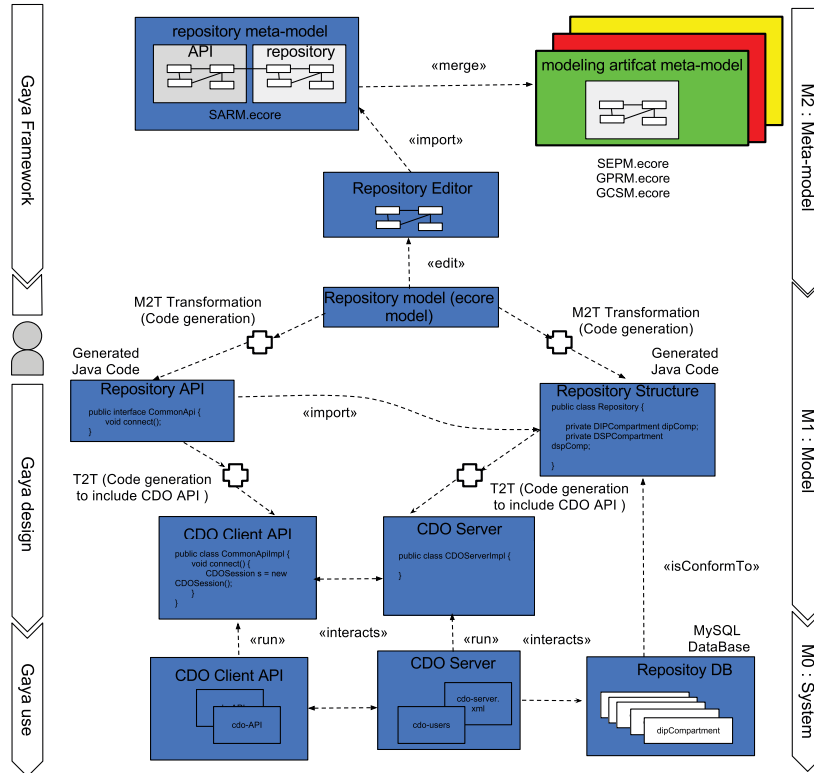 repository meta-model
API
repository
SARM.ecore
«merge»
modeling artifcat meta-model
SEPM.ecore
GPRM.ecore
GCSM.ecore
Gaya Framework
M2 : Meta-model
«import»
Repository Editor
«edit»
Repository model (ecore
model)
M2T Transformation
(Code generation)
M2T Transformation
(Code generation)
Generated
Java Code
Generated
Java Code
Repository API
public interface CommonApi {
void connect();
}
«import»
Repository Structure
public class Repository {
private DIPCompartment dipComp;
private DSPCompartment
dspComp;
}
Gaya design
M1 : Model
T2T (Code generation
to include CDO API )
T2T (Code generation
to include CDO API )
CDO Client API
public class CommonApiImpl {
void connect() {
CDOSession s = new
CDOSession();
}
}
CDO Server
public class CDOServerImpl {
}
«isConformTo»
«run»
«interacts»
«run»
«interacts»
MySQL
DataBase
Gaya use
M0 : System
CDO Client API
cdo-API
CDO Server
cdo-server.
xml
cdo-users
Repositoy DB
dipCompartment